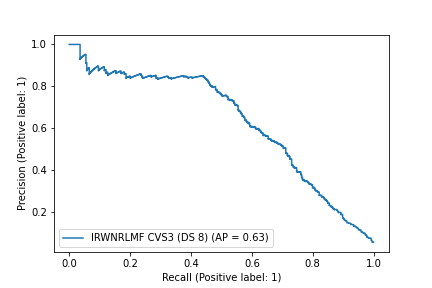 1.0
0.8
0.6
0.4
0.2
Precision (Positive label: 1)
IRWNRLMF CVS3 (DS 8) (AP = 0.63)
0.0 0.2 0.4 0.6 0.8 1.0
Recall (Positive label: 1)